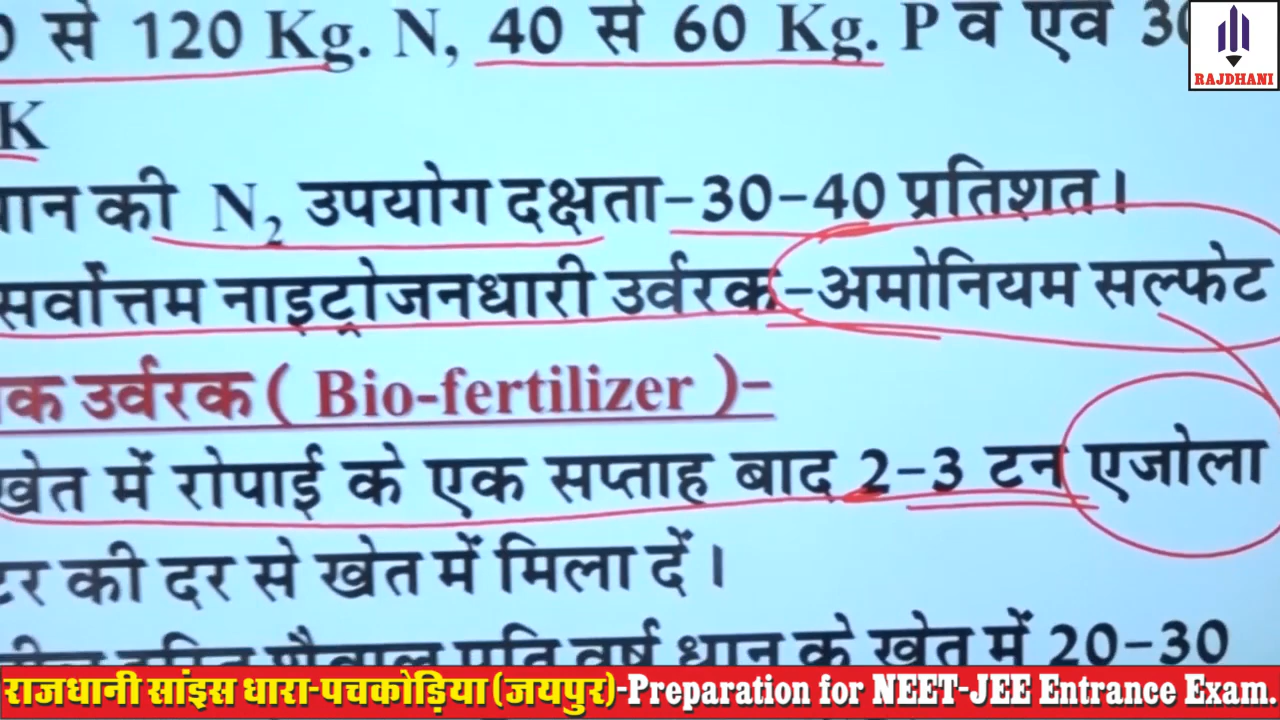 से 120 Kg. N, 40 से 60 Kg. P व एवं
RAJDHANI
K
की N₂ उपयोग दक्षता-30-40 प्रतिशत।
सर्वोत्तम नाइट्रोजनधारी उर्वरक-अमोनियम सल्फेट
क उर्वरक ( Bio-fertilizer )-
खेत में रोपाई के एक सप्ताह बाद 2-3 टन एजोला
टर की दर से खेत में मिला दें।
हरित शैवाल प्रति वर्ष धान के खेत में 20-30
राजधानी सांइस धारा-पचकोड़िया (जयपुर)-Preparation for NEET-JEE Entrance Exam.